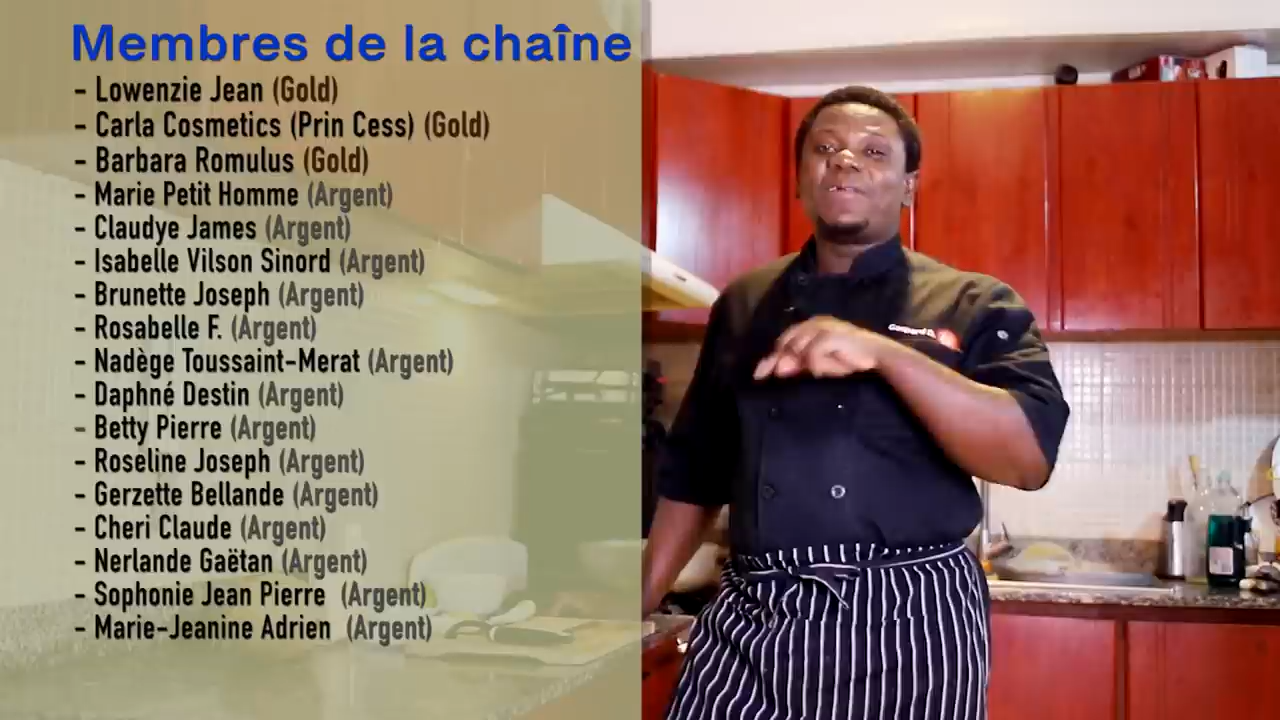 Membres de la chaîne
- Lowenzie Jean (Gold)
- Carla Cosmetics (Prin Cess) (Gold)
- Barbara Romulus (Gold)
- Marie Petit Homme (Argent)
- Claudye James (Argent)
- Isabelle Vilson Sinord (Argent)
- Brunette Joseph (Argent)
- Rosabelle F. (Argent)
- Nadège Toussaint-Merat (Argent)
- Daphné Destin (Argent)
- Betty Pierre (Argent)
- Roseline Joseph (Argent)
- Gerzette Bellande (Argent)
- Cheri Claude (Argent)
- Nerlande Gaëtan (Argent)
- Sophonie Jean Pierre (Argent)
- Marie-Jeanine Adrien (Argent)